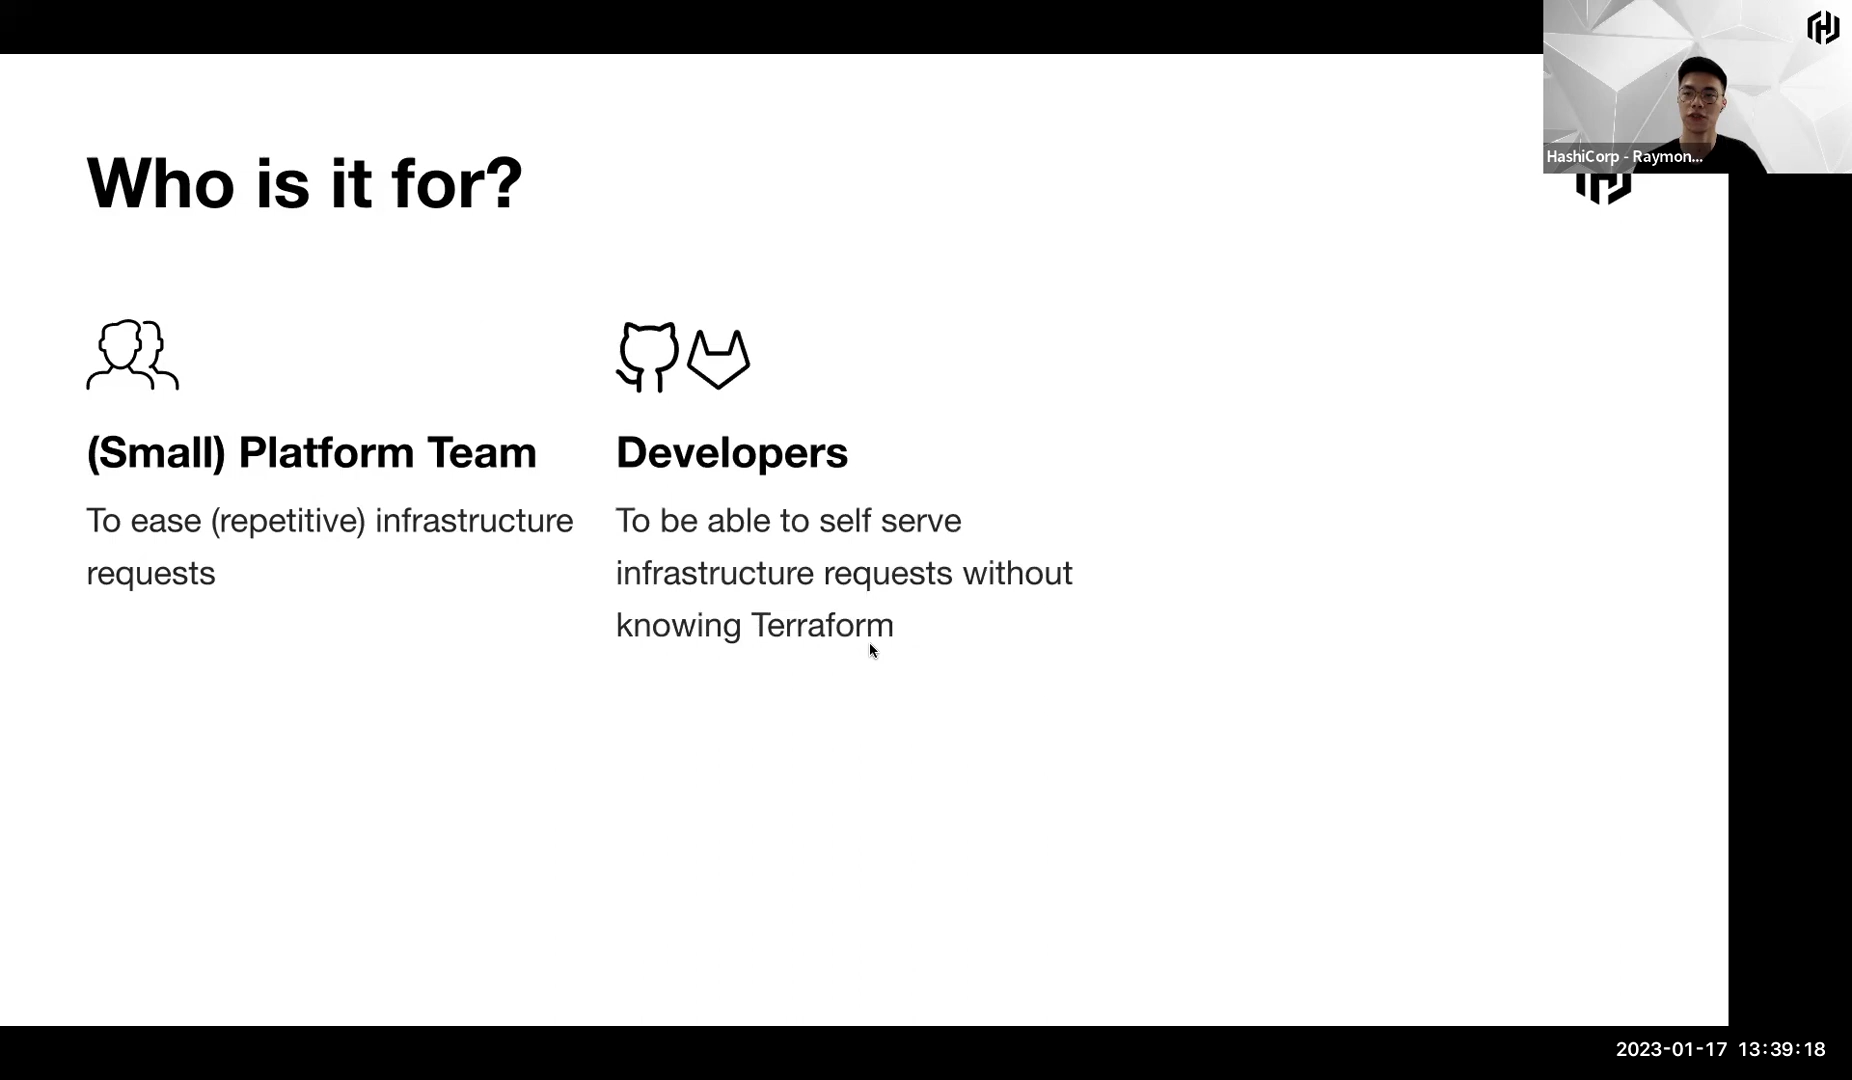 Who is it for?
HashiCorp - Raymon...
(Small) Platform Team
To ease (repetitive) infrastructure
requests
Developers
To be able to self serve
infrastructure requests without
knowing Terraform
2023-01-17 13:39:18